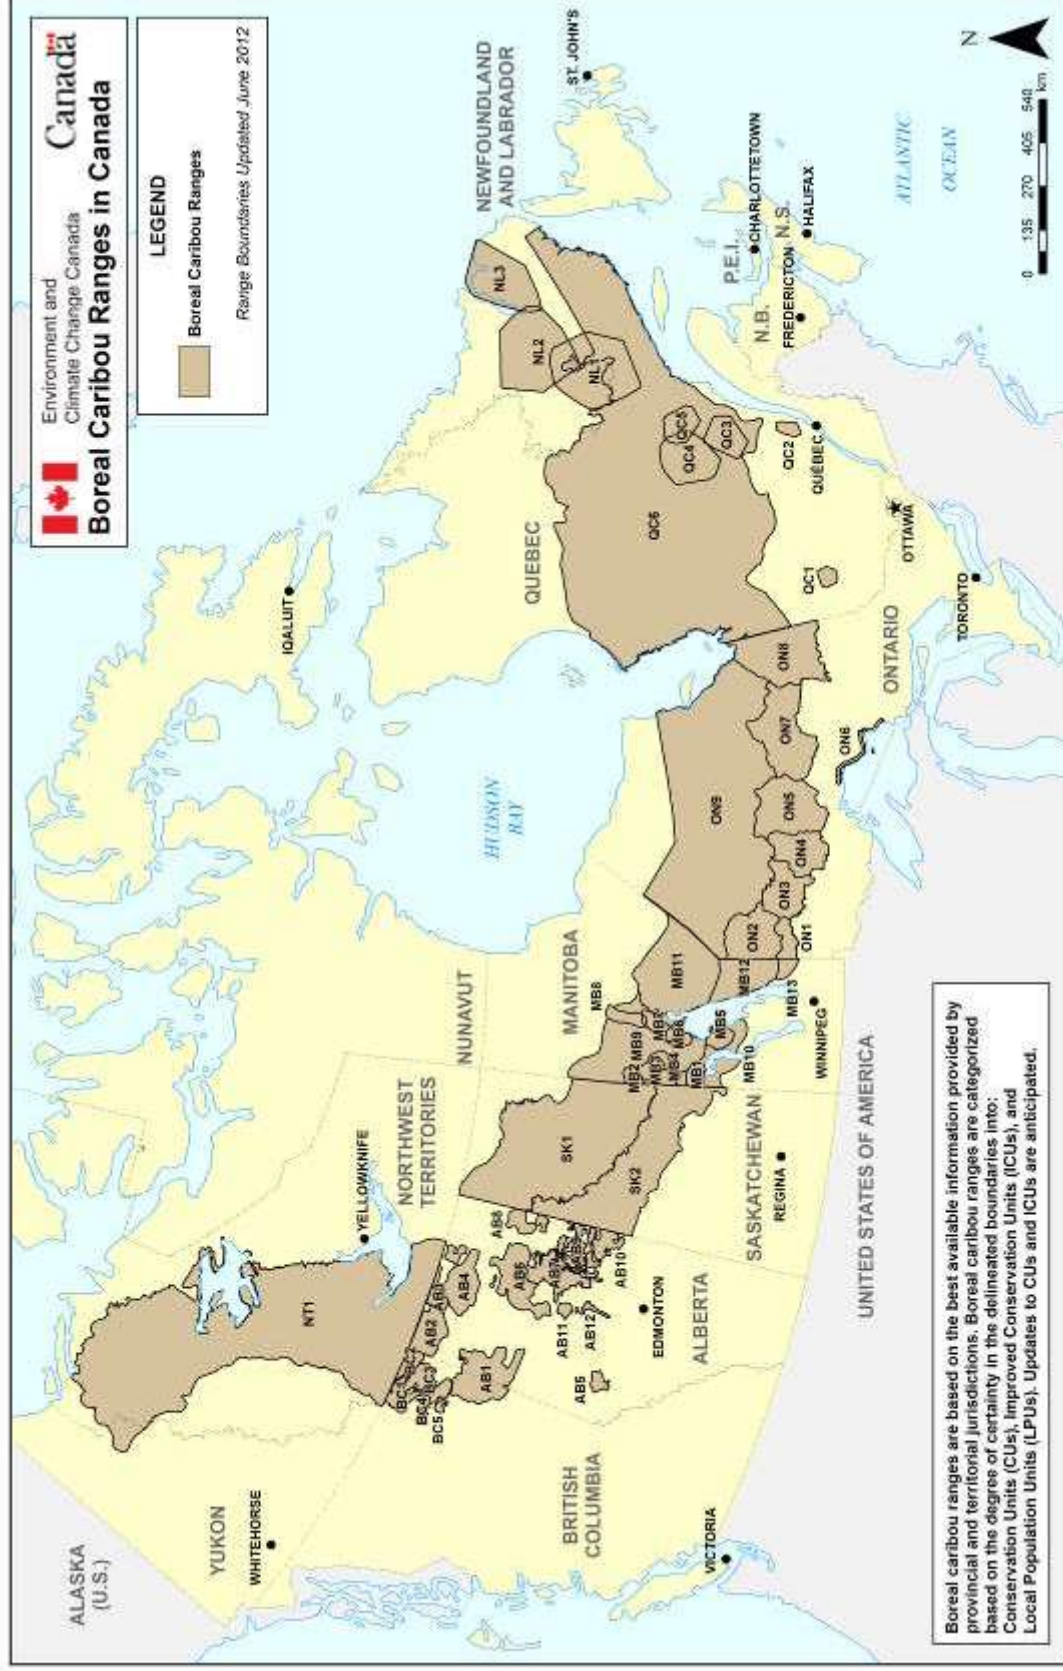 Environment and
Climate Change Canada
Canada
Boreal Caribou Ranges in Canada
LEGEND
Boreal Caribou Ranges
Range Boundaries Updated June 2012
ALASKA
(U.S.)
YUKON
WHITEHORSE
NT1
YELLOWKNIFE
NORTHWEST
TERRITORIES
NUNAVUT
IQALUIT
HUDSON
BAY
QUEBEC
NEWFOUNDLAND
AND LABRADOR
ST. JOHN'S
NL3
NL2
NL1
QC5
QC4
QC3
QC6
QC2
QUÉBEC
QC1
OTTAWA
TORONTO
P.E.I.
CHARLOTTETOWN
N.B.
FREDERICTON
N.S.
HALIFAX
ATLANTIC
OCEAN
N
0 135 270 405 540
km
ONTARIO
ON8
ON7
ON6
ON9
ON5
ON4
ON3
ON2
ON1
MANITOBA
MB8
MB11
MB12
MB13
MB9
MB2
MB4
MB5
MB1
MB10
WINNIPEG
SK1
SK2
SASKATCHEWAN
REGINA
AB8
AB6
AB4
AB2
AB1
AB10
AB11
AB12
AB5
EDMONTON
ALBERTA
BC5
BRITISH
COLUMBIA
VICTORIA
UNITED STATES OF AMERICA
Boreal caribou ranges are based on the best available information provided by
provincial and territorial jurisdictions. Boreal caribou ranges are categorized
based on the degree of certainty in the delineated boundaries into:
Conservation Units (CUs), Improved Conservation Units (ICUs), and
Local Population Units (LPUs). Updates to CUs and ICUs are anticipated.